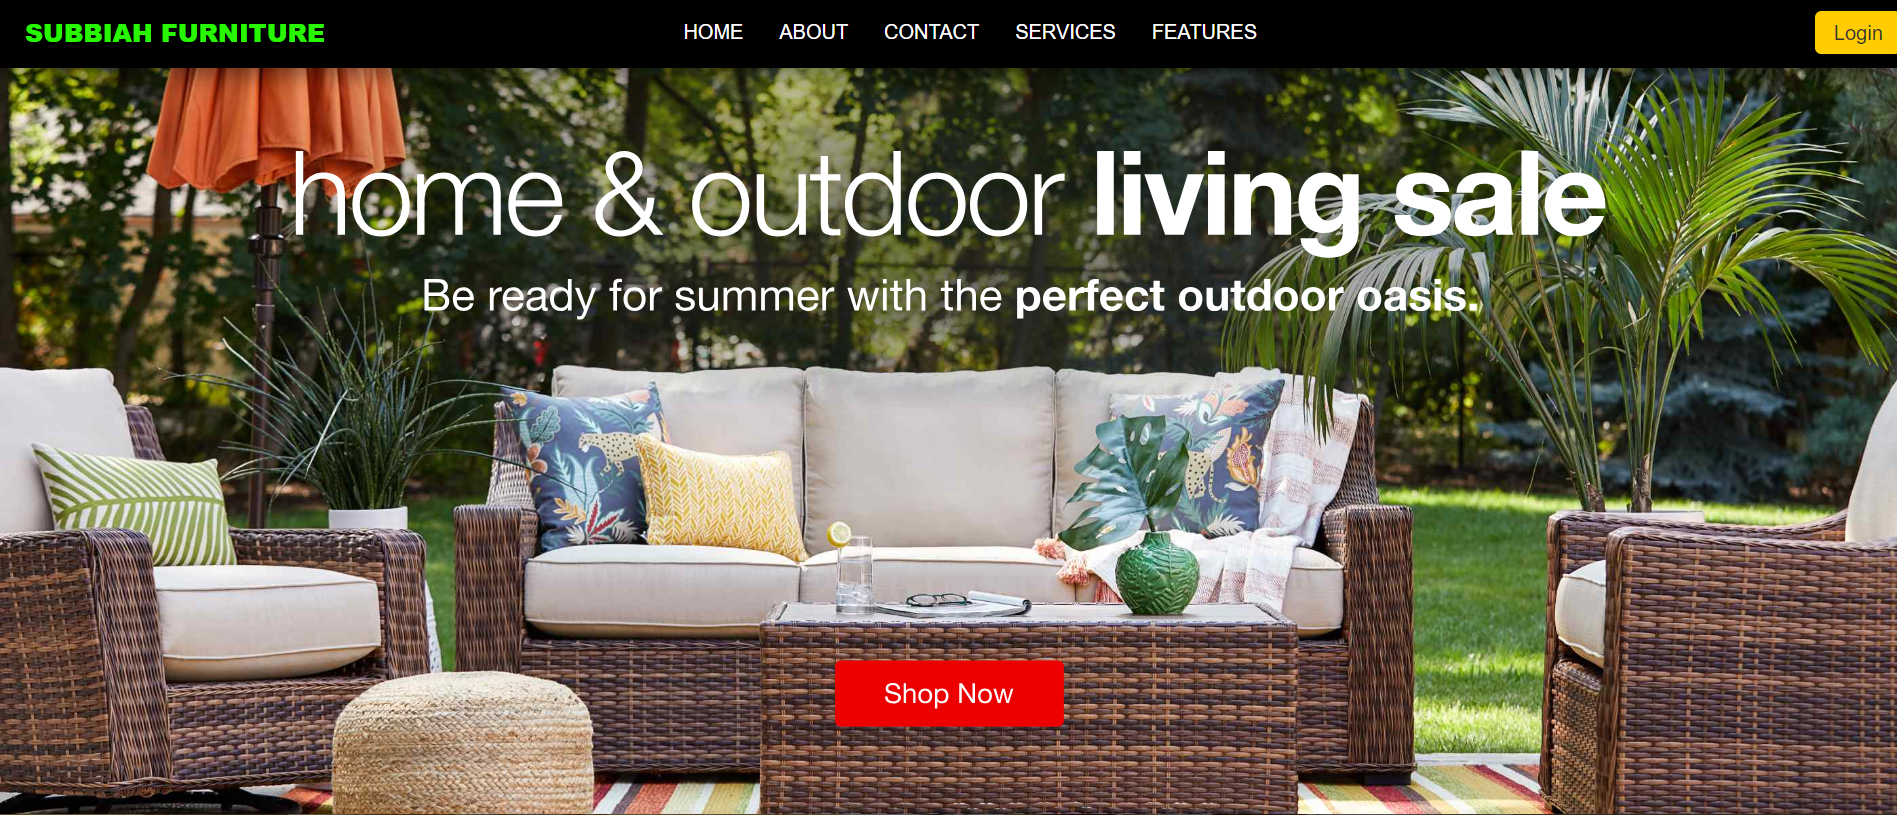 SUBBIAH FURNITURE
HOME ABOUT CONTACT SERVICES FEATURES
Login
home & outdoor living sale
Be ready for summer with the perfect outdoor oasis.
Shop Now